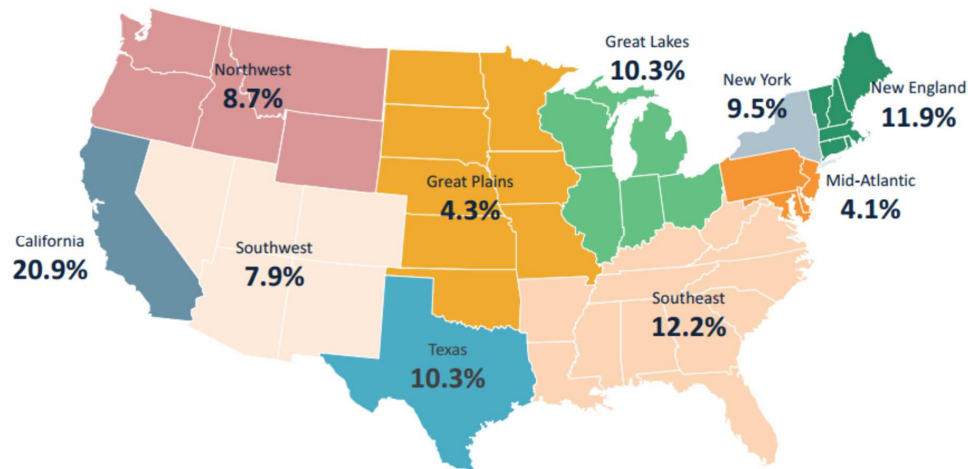 Great Lakes
10.3%
Northwest
8.7%
New York
9.5%
New England
11.9%
Great Plains
4.3%
Mid-Atlantic
4.1%
California
20.9%
Southwest
7.9%
Southeast
12.2%
Texas
10.3%